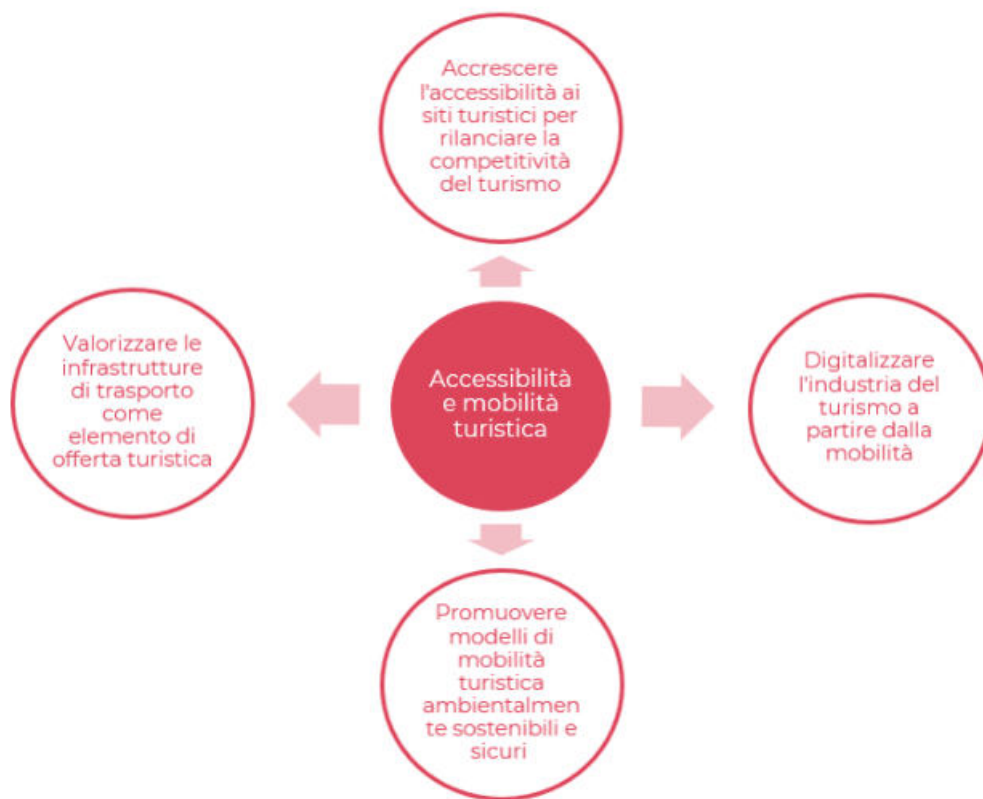 Accrescere
l'accessibilità ai
siti turistici per
rilanciare la
competitività
del turismo
Valorizzare le
infrastrutture
di trasporto
come
elemento di
offerta turistica
Accessibilità
e mobilità
turistica
Digitalizzare
l'industria del
turismo a
partire dalla
mobilità
Promuovere
modelli di
mobilità
turistica
ambientalmen
te sostenibili e
sicuri